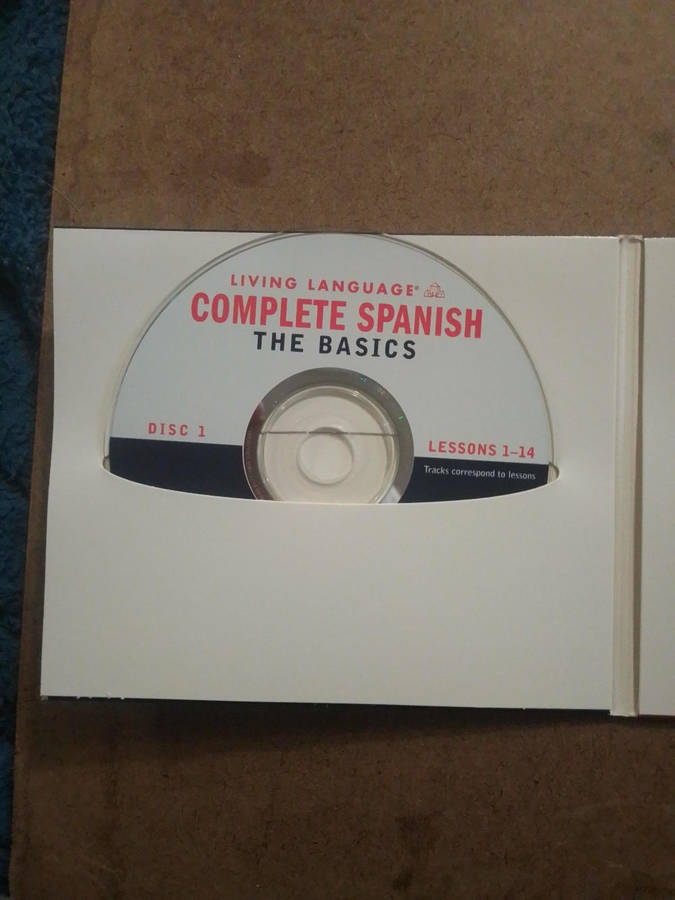 LIVING LANGUAGE®
COMPLETE SPANISH
THE BASICS
DISC 1
LESSONS 1–14
Tracks correspond to lessons